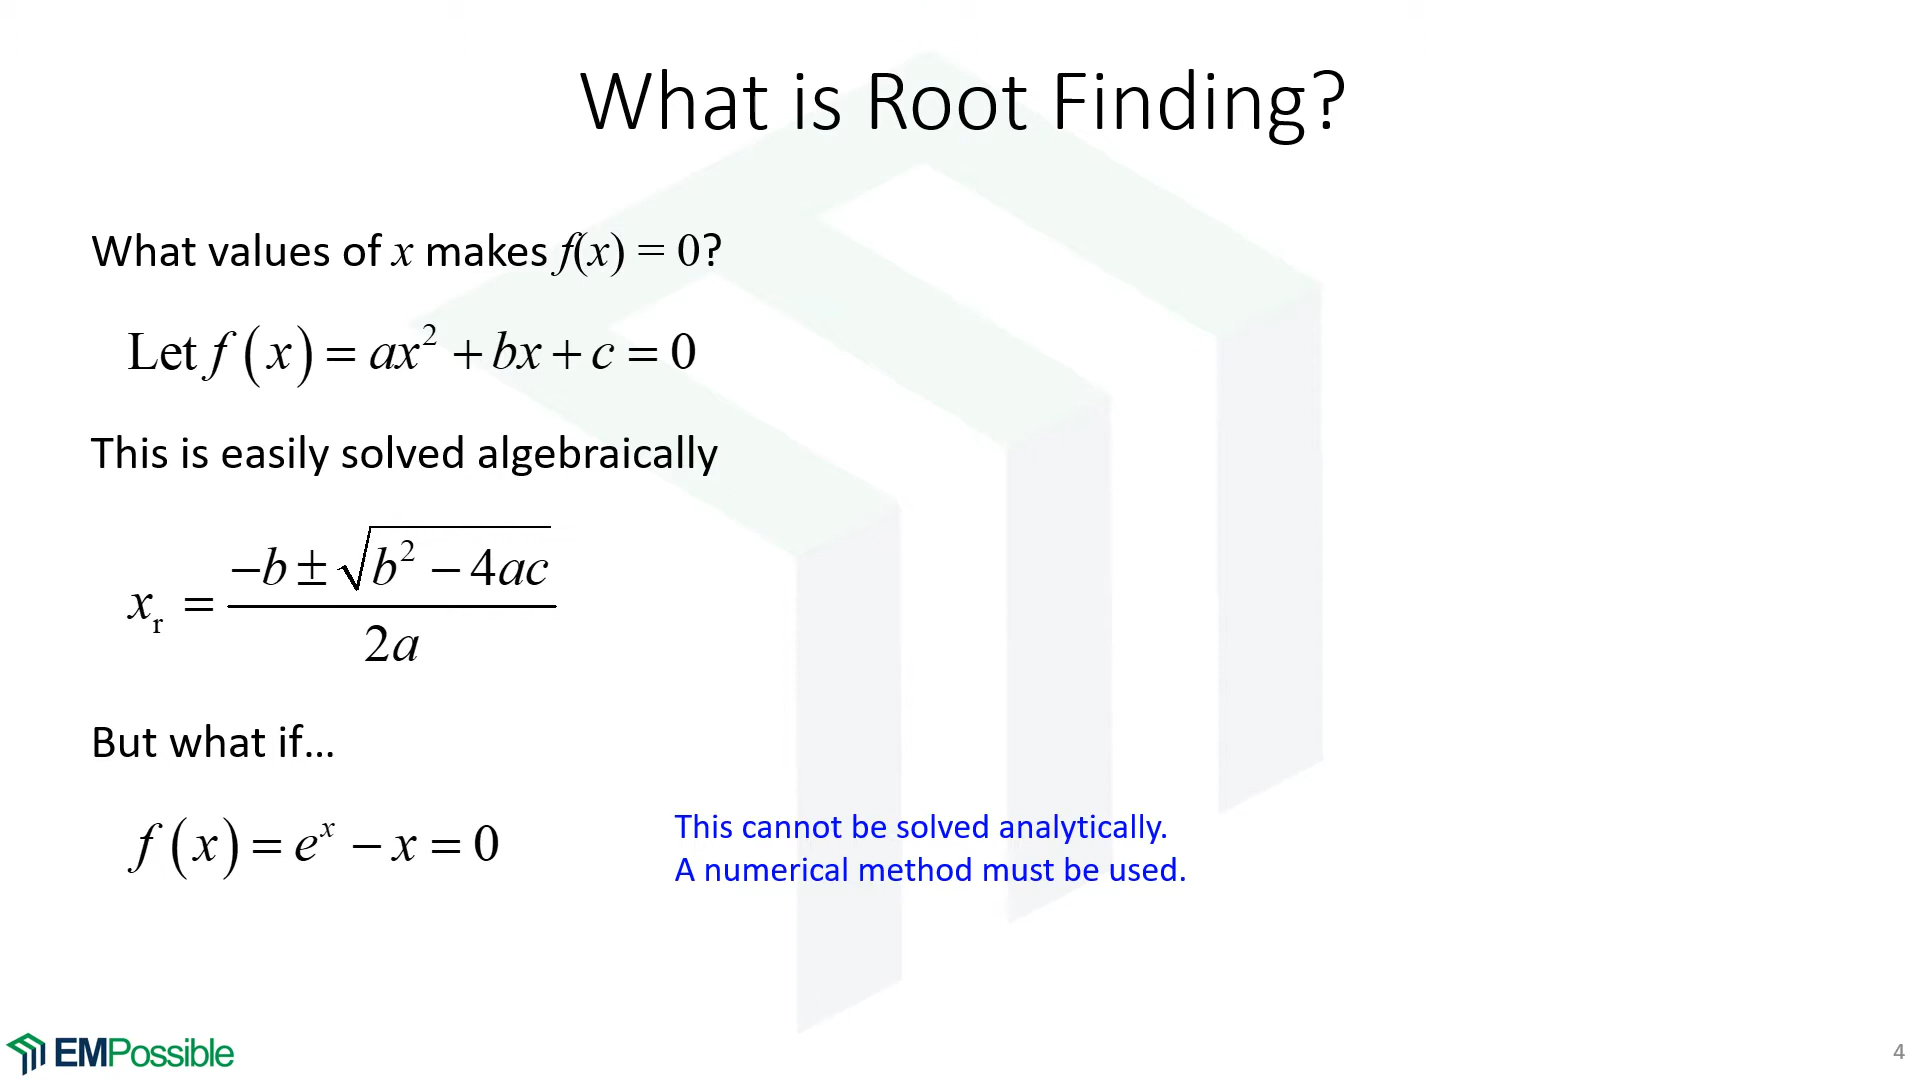 What is Root Finding?
What values of x makes f(x) = 0?
Let f(x) = ax² + bx + c = 0
This is easily solved algebraically
xᵣ = (−b ± √(b² − 4ac)) / 2a
But what if…
f(x) = eˣ − x = 0
This cannot be solved analytically.
A numerical method must be used.
EMPossible
4